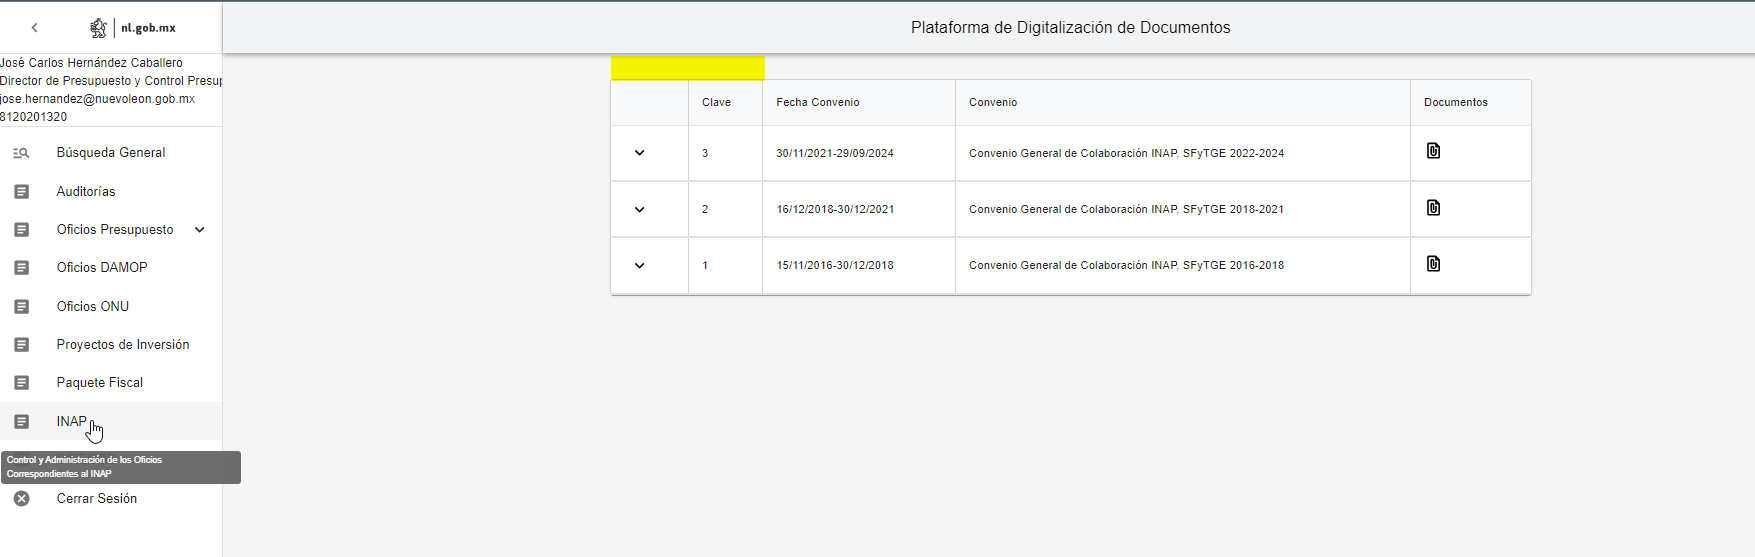 nl.gob.mx
Plataforma de Digitalización de Documentos
José Carlos Hernández Caballero
Director de Presupuesto y Control Presup
jose.hernandez@nuevoleon.gob.mx
8120201320
Búsqueda General
Auditorías
Oficios Presupuesto
Oficios DAMOP
Oficios ONU
Proyectos de Inversión
Paquete Fiscal
INAP
Control y Administración de los Oficios
Correspondientes al INAP
Cerrar Sesión
Clave Fecha Convenio Convenio Documentos
3 30/11/2021-29/09/2024 Convenio General de Colaboración INAP, SFyTGE 2022-2024
2 16/12/2018-30/12/2021 Convenio General de Colaboración INAP, SFyTGE 2018-2021
1 15/11/2016-30/12/2018 Convenio General de Colaboración INAP, SFyTGE 2016-2018